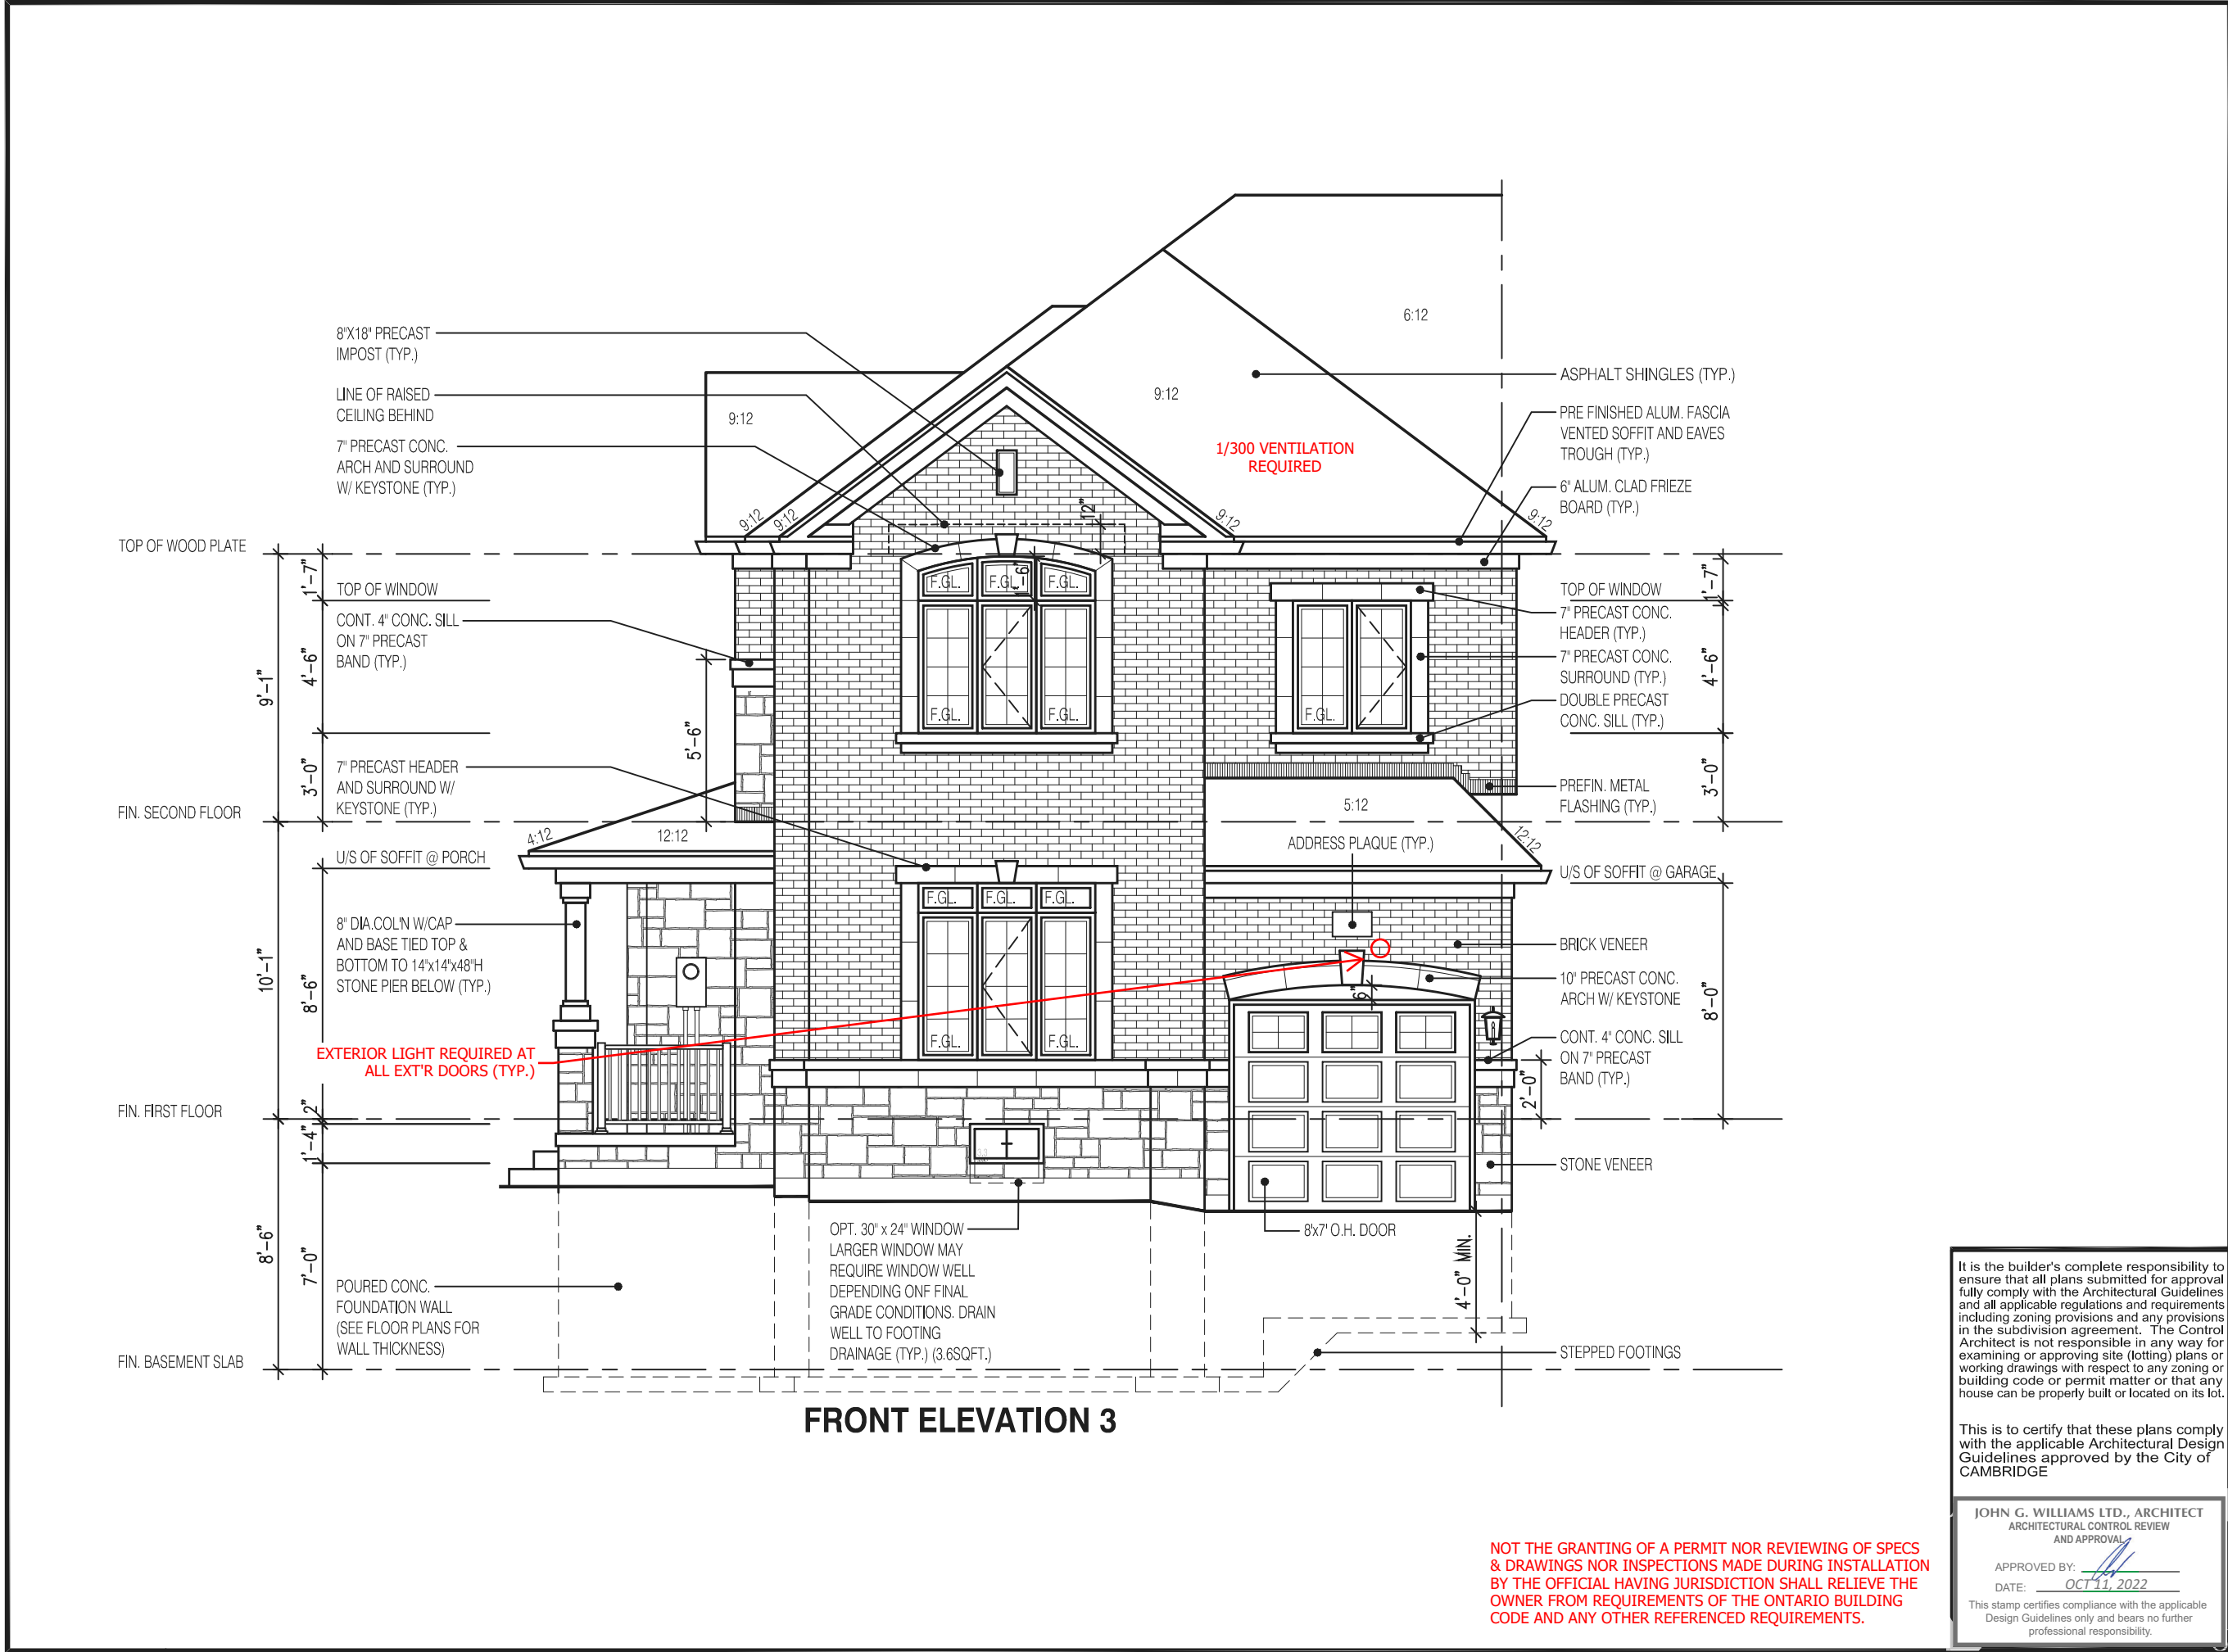 8"X18" PRECAST
IMPOST (TYP.)
LINE OF RAISED
CEILING BEHIND
7" PRECAST CONC.
ARCH AND SURROUND
W/ KEYSTONE (TYP.)
TOP OF WOOD PLATE
1'-7"
TOP OF WINDOW
CONT. 4" CONC. SILL
ON 7" PRECAST
BAND (TYP.)
9'-1"
4'-6"
5'-6"
3'-0"
7" PRECAST HEADER
AND SURROUND W/
KEYSTONE (TYP.)
FIN. SECOND FLOOR
4:12
12:12
U/S OF SOFFIT @ PORCH
8" DIA.COL'N W/CAP
AND BASE TIED TOP &
BOTTOM TO 14"x14"x48"H
STONE PIER BELOW (TYP.)
10'-1"
8'-6"
EXTERIOR LIGHT REQUIRED AT
ALL EXT'R DOORS (TYP.)
FIN. FIRST FLOOR
2"
1'-4"
8'-6"
7'-0"
POURED CONC.
FOUNDATION WALL
(SEE FLOOR PLANS FOR
WALL THICKNESS)
FIN. BASEMENT SLAB
9:12
9:12
9:12
9:12
6:12
1/300 VENTILATION
REQUIRED
12"
9:12
9:12
F.GL.
F.GL.
F.GL.
1'-6"
F.GL.
F.GL.
F.GL.
5:12
12:12
ADDRESS PLAQUE (TYP.)
F.GL.
F.GL.
F.GL.
F.GL.
F.GL.
6"
OPT. 30" x 24" WINDOW
LARGER WINDOW MAY
REQUIRE WINDOW WELL
DEPENDING ONF FINAL
GRADE CONDITIONS. DRAIN
WELL TO FOOTING
DRAINAGE (TYP.) (3.6SQFT.)
8'x7' O.H. DOOR
4'-0" MIN.
ASPHALT SHINGLES (TYP.)
PRE FINISHED ALUM. FASCIA
VENTED SOFFIT AND EAVES
TROUGH (TYP.)
6" ALUM. CLAD FRIEZE
BOARD (TYP.)
TOP OF WINDOW
1'-7"
7" PRECAST CONC.
HEADER (TYP.)
7" PRECAST CONC.
SURROUND (TYP.)
4'-6"
DOUBLE PRECAST
CONC. SILL (TYP.)
PREFIN. METAL
FLASHING (TYP.)
3'-0"
U/S OF SOFFIT @ GARAGE
BRICK VENEER
10" PRECAST CONC.
ARCH W/ KEYSTONE
8'-0"
CONT. 4" CONC. SILL
ON 7" PRECAST
BAND (TYP.)
2'-0"
STONE VENEER
STEPPED FOOTINGS
FRONT ELEVATION 3
It is the builder's complete responsibility to
ensure that all plans submitted for approval
fully comply with the Architectural Guidelines
and all applicable regulations and requirements
including zoning provisions and any provisions
in the subdivision agreement. The Control
Architect is not responsible in any way for
examining or approving site (lotting) plans or
working drawings with respect to any zoning or
building code or permit matter or that any
house can be properly built or located on its lot.
This is to certify that these plans comply
with the applicable Architectural Design
Guidelines approved by the City of
CAMBRIDGE
JOHN G. WILLIAMS LTD., ARCHITECT
ARCHITECTURAL CONTROL REVIEW
AND APPROVAL
APPROVED BY:
DATE: OCT 11, 2022
This stamp certifies compliance with the applicable
Design Guidelines only and bears no further
professional responsibility.
NOT THE GRANTING OF A PERMIT NOR REVIEWING OF SPECS
& DRAWINGS NOR INSPECTIONS MADE DURING INSTALLATION
BY THE OFFICIAL HAVING JURISDICTION SHALL RELIEVE THE
OWNER FROM REQUIREMENTS OF THE ONTARIO BUILDING
CODE AND ANY OTHER REFERENCED REQUIREMENTS.